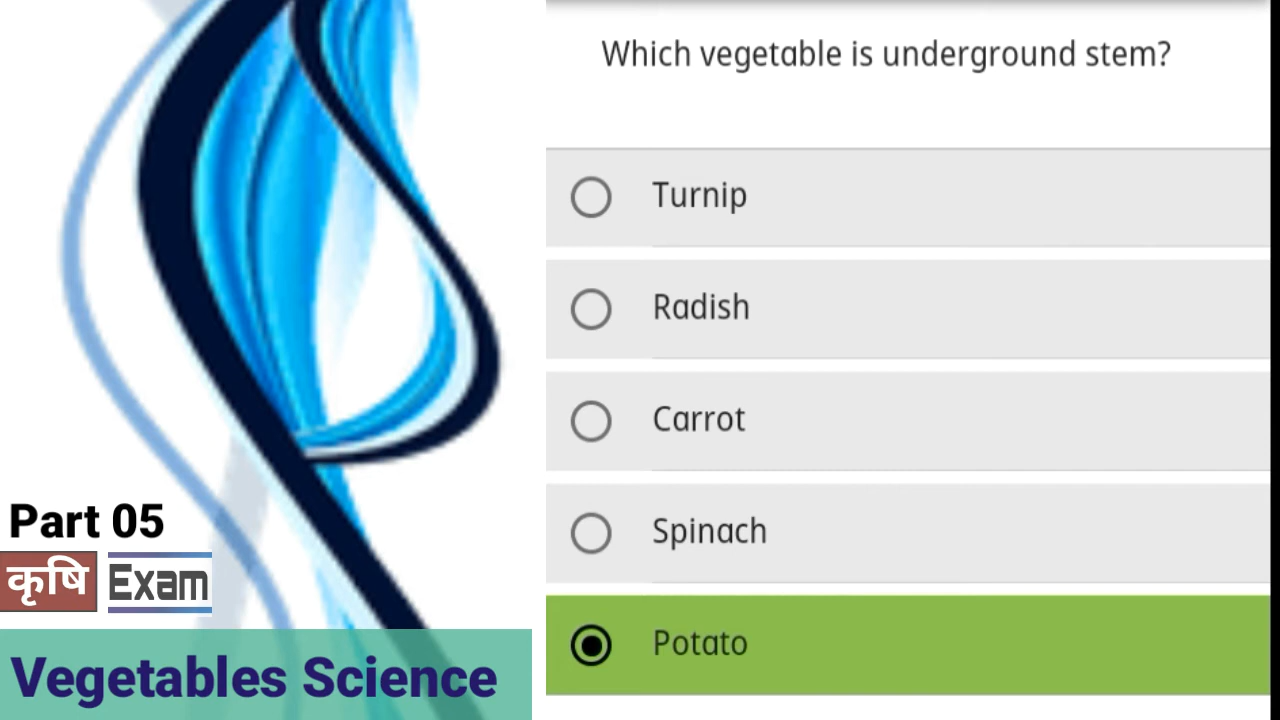 Part 05
कृषि Exam
Vegetables Science
Which vegetable is underground stem?
Turnip
Radish
Carrot
Spinach
Potato